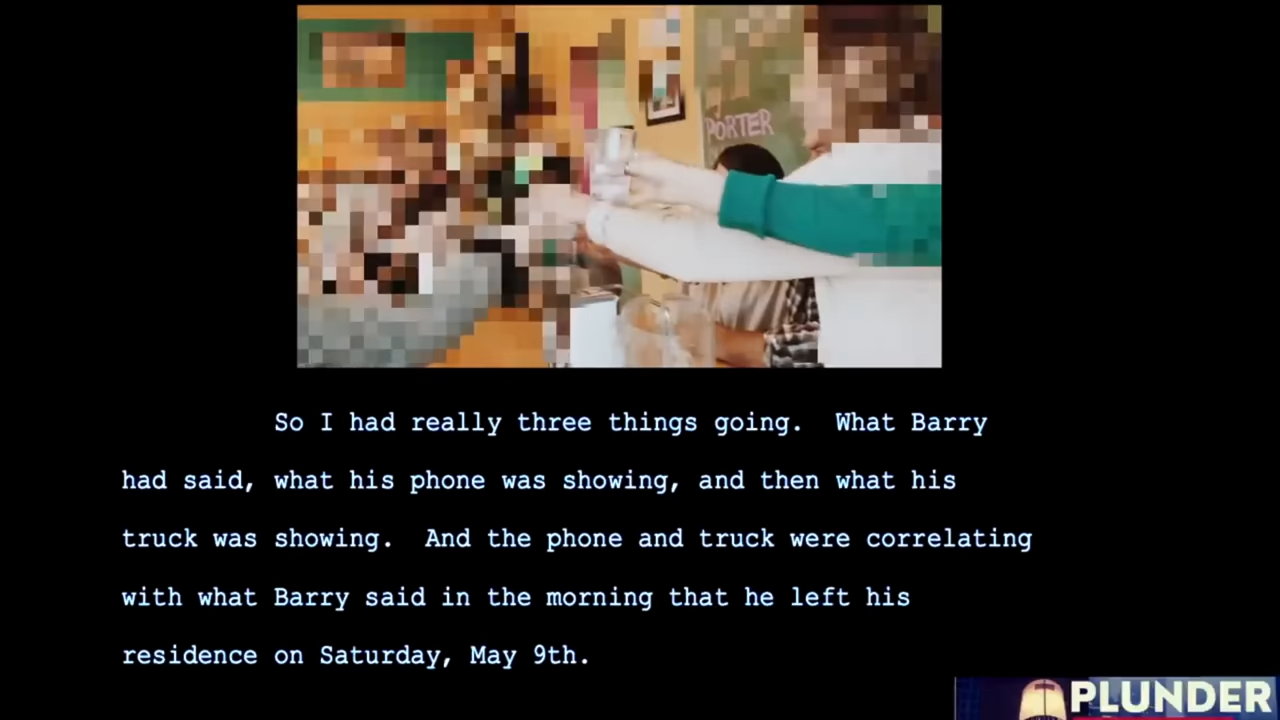 PORTER
So I had really three things going. What Barry
had said, what his phone was showing, and then what his
truck was showing. And the phone and truck were correlating
with what Barry said in the morning that he left his
residence on Saturday, May 9th.
PLUNDER